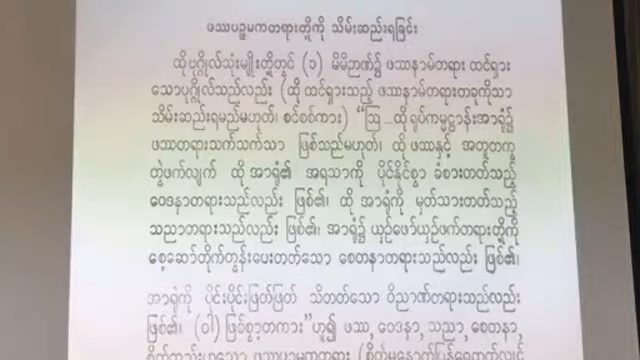 ဖဿပဥ္စမကတရားတို့ကို သိမ်းဆည်းရခြင်း
ထိုပုဂ္ဂိုလ်သုံးမျိုးတို့တွင် (၁) မိမိဉာဏ်၌ ဖဿနာမ်တရား ထင်ရှား
သောပုဂ္ဂိုလ်သည်လည်း (ထို ထင်ရှားသည့် ဖဿနာမ်တရားတခုကိုသာ
သိမ်းဆည်းရမည်မဟုတ်၊ စင်စစ်ကား) “ဩ ... ထိုရုပ်ကမ္မဋ္ဌာန်းအာရုံ၌
ဖဿတရားသက်သက်သာ ဖြစ်သည်မဟုတ်၊ ထို ဖဿနှင့် အတူတကွ
တွဲဖက်လျက် ထို အာရုံ၏ အရသာကို ပိုင်နိုင်စွာ ခံစားတတ်သည့်
ဝေဒနာတရားသည်လည်း ဖြစ်၏၊ ထို အာရုံကို မှတ်သားတတ်သည့်
သညာတရားသည်လည်း ဖြစ်၏၊ အာရုံ၌ ယှဉ်ဖော်ယှဉ်ဖက်တရားတို့ကို
စေ့ဆော်တိုက်တွန်းပေးတတ်သော စေတနာတရားသည်လည်း ဖြစ်၏၊
အာရုံကို ပိုင်းပိုင်းဖြတ်ဖြတ် သိတတ်သော ဝိညာဏ်တရားသည်လည်း
ဖြစ်၏၊ (ဝါ) ဖြစ်စွာ့တကား” ဟူ၍ ဖဿ, ဝေဒနာ, သညာ, စေတနာ,